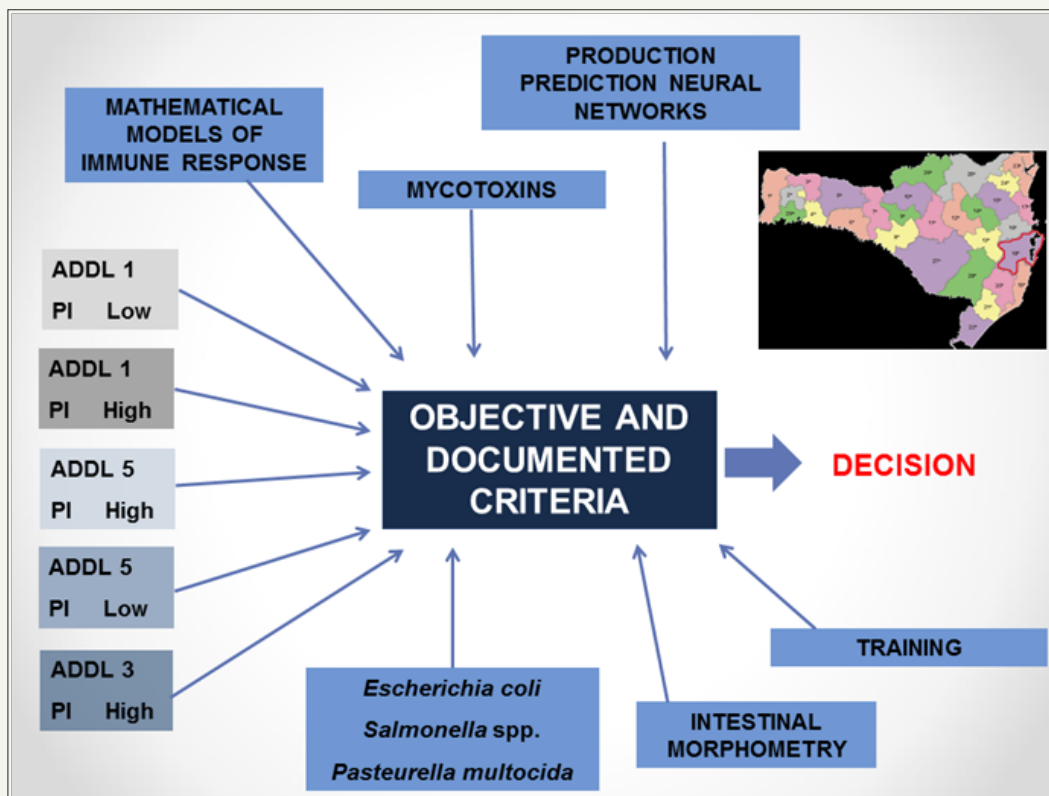 PRODUCTION
PREDICTION NEURAL
NETWORKS
MATHEMATICAL
MODELS OF
IMMUNE RESPONSE
MYCOTOXINS
ADDL 1
PI Low
ADDL 1
PI High
ADDL 5
PI High
ADDL 5
PI Low
ADDL 3
PI High
OBJECTIVE AND
DOCUMENTED
CRITERIA
DECISION
TRAINING
Escherichia coli
Salmonella spp.
Pasteurella multocida
INTESTINAL
MORPHOMETRY